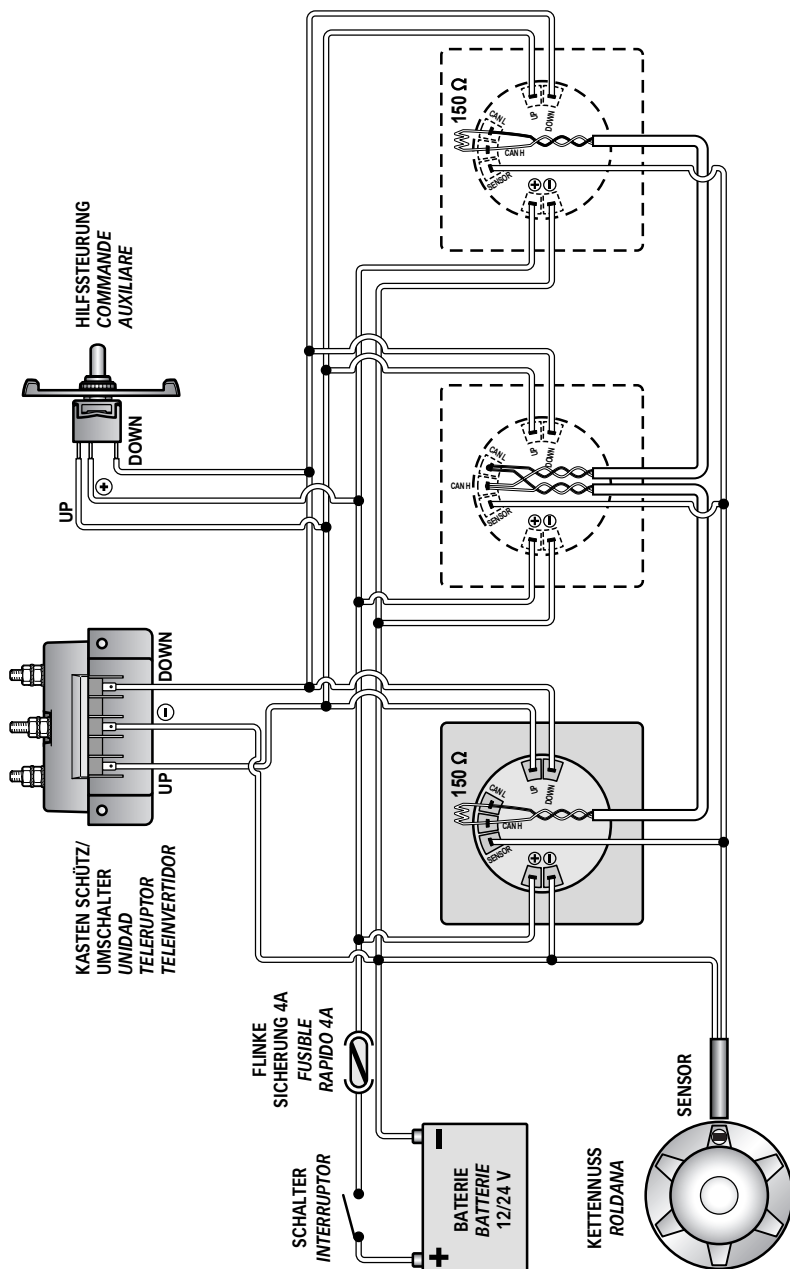 HILFSSTEURUNG
COMMANDE
AUXILIARE
UP
+
DOWN
KASTEN SCHÜTZ/
UMSCHALTER
UNIDAD
TELERUPTOR
TELEINVERTIDOR
UP
−
DOWN
FLINKE
SICHERUNG 4A
FUSIBLE
RAPIDO 4A
SCHALTER
INTERRUPTOR
+
−
BATERIE
BATTERIE
12/24 V
KETTENNUSS
ROLDANA
SENSOR
150 Ω
SENSOR
CAN H
CAN L
+
−
UP
DOWN
SENSOR
CAN H
CAN L
+
−
UP
DOWN
150 Ω
SENSOR
CAN H
CAN L
+
−
UP
DOWN